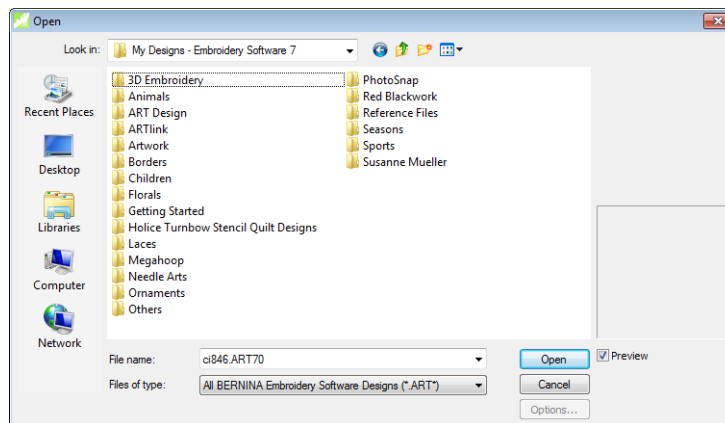 Open
Look in: My Designs - Embroidery Software 7
Recent Places
Desktop
Libraries
Computer
Network
3D Embroidery
Animals
ART Design
ARTlink
Artwork
Borders
Children
Florals
Getting Started
Holice Turnbow Stencil Quilt Designs
Laces
Megahoop
Needle Arts
Ornaments
Others
PhotoSnap
Red Blackwork
Reference Files
Seasons
Sports
Susanne Mueller
File name: ci846.ART70 Open Preview
Files of type: All BERNINA Embroidery Software Designs (*.ART*) Cancel
Options...